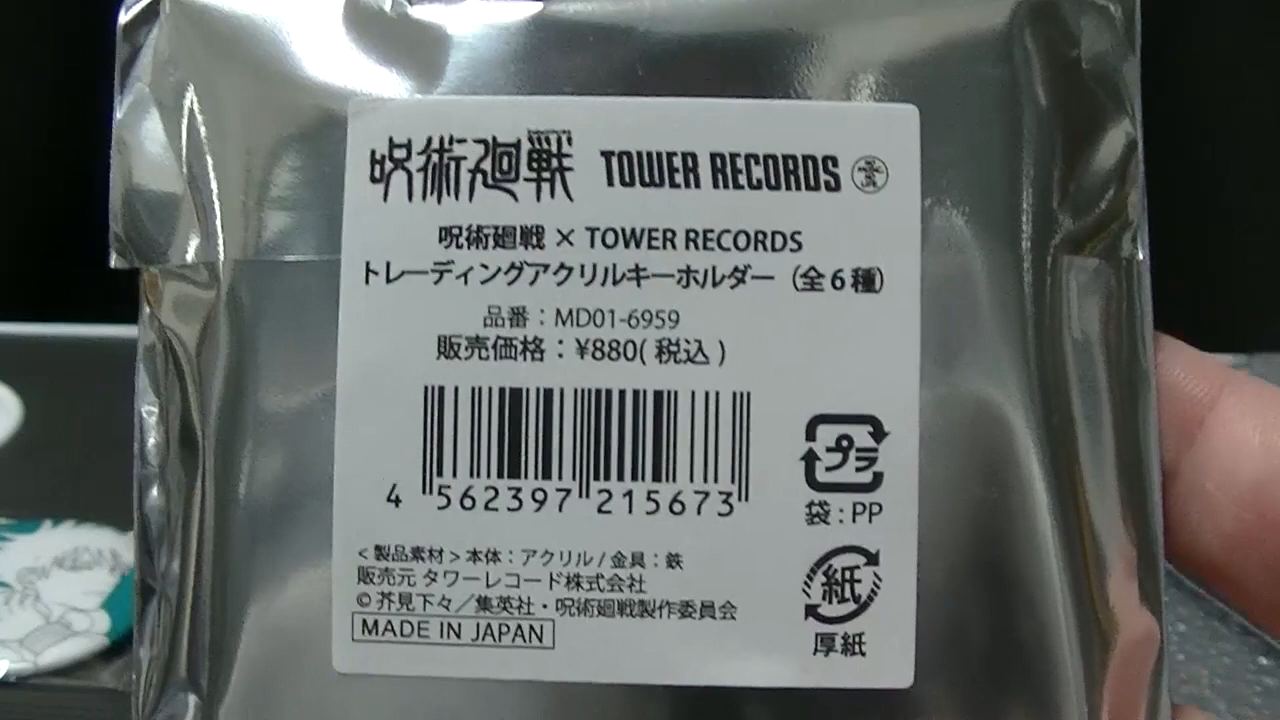 呪術廻戦 TOWER RECORDS
呪術廻戦 × TOWER RECORDS
トレーディングアクリルキーホルダー（全６種）
品番：MD01-6959
販売価格：¥880(税込)
4 562397 215673
プラ
袋：PP
＜製品素材＞本体：アクリル/金具：鉄
販売元 タワーレコード株式会社
© 芥見下々／集英社・呪術廻戦製作委員会
MADE IN JAPAN
紙
厚紙